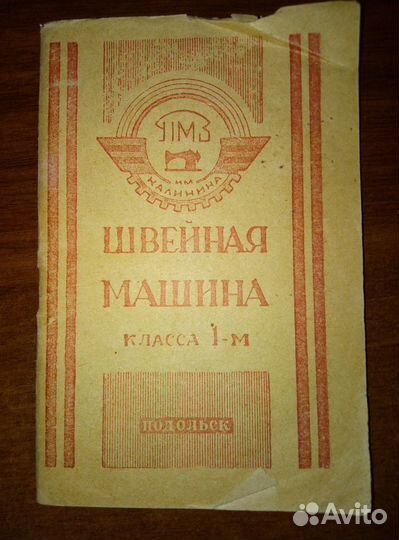 ПМЗ
ИМ
КАЛИНИНА
ШВЕЙНАЯ
МАШИНА
КЛАССА 1-М
ПОДОЛЬСК
Avito